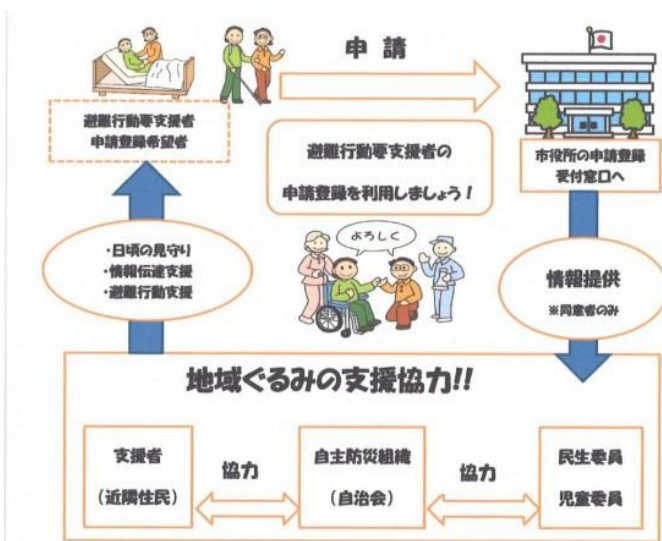 申請
避難行動要支援者
申請登録希望者
避難行動要支援者の
申請登録を利用しましょう！
市役所の申請登録
受付窓口へ
・日頃の見守り
・情報伝達支援
・避難行動支援
よろしく
情報提供
※同意者のみ
地域ぐるみの支援協力!!
支援者
（近隣住民）
協力
自主防災組織
（自治会）
協力
民生委員
児童委員